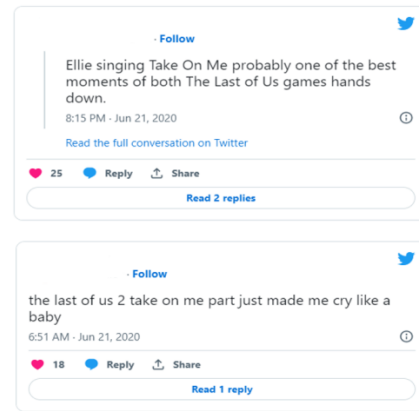 · Follow
Ellie singing Take On Me probably one of the best
moments of both The Last of Us games hands
down.
8:15 PM · Jun 21, 2020
Read the full conversation on Twitter
25 Reply Share
Read 2 replies
· Follow
the last of us 2 take on me part just made me cry like a
baby
6:51 AM · Jun 21, 2020
18 Reply Share
Read 1 reply